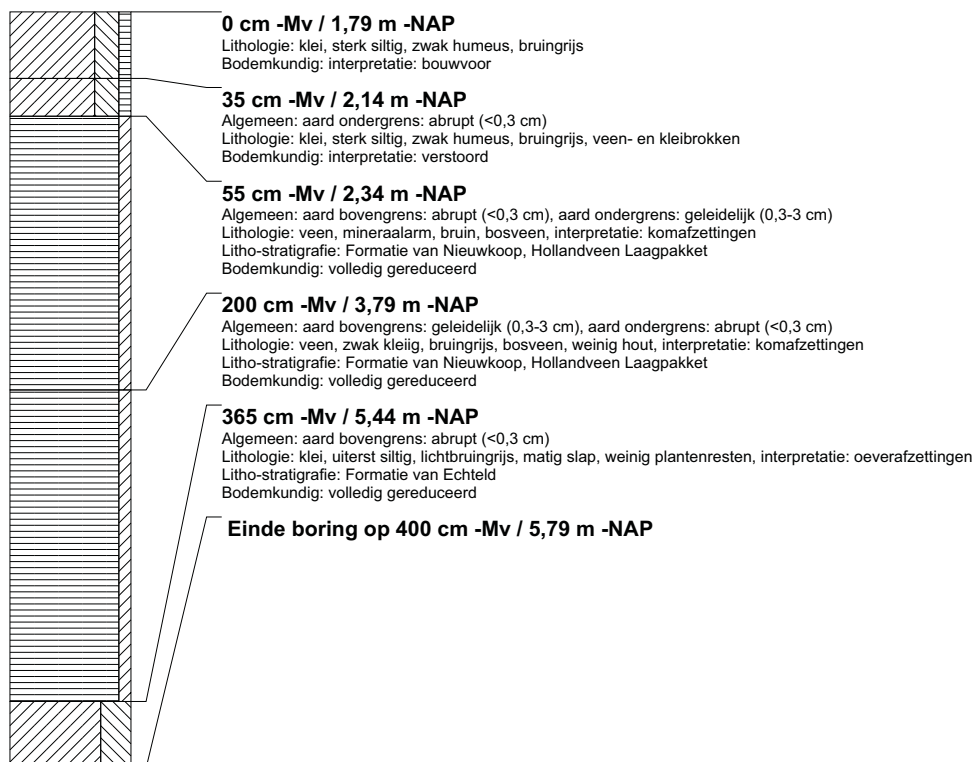 0 cm -Mv / 1,79 m -NAP
Lithologie: klei, sterk siltig, zwak humeus, bruingrijs
Bodemkundig: interpretatie: bouwvoor
35 cm -Mv / 2,14 m -NAP
Algemeen: aard ondergrens: abrupt (<0,3 cm)
Lithologie: klei, sterk siltig, zwak humeus, bruingrijs, veen- en kleibrokken
Bodemkundig: interpretatie: verstoord
55 cm -Mv / 2,34 m -NAP
Algemeen: aard bovengrens: abrupt (<0,3 cm), aard ondergrens: geleidelijk (0,3-3 cm)
Lithologie: veen, mineraalarm, bruin, bosveen, interpretatie: komafzettingen
Litho-stratigrafie: Formatie van Nieuwkoop, Hollandveen Laagpakket
Bodemkundig: volledig gereduceerd
200 cm -Mv / 3,79 m -NAP
Algemeen: aard bovengrens: geleidelijk (0,3-3 cm), aard ondergrens: abrupt (<0,3 cm)
Lithologie: veen, zwak kleiig, bruingrijs, bosveen, weinig hout, interpretatie: komafzettingen
Litho-stratigrafie: Formatie van Nieuwkoop, Hollandveen Laagpakket
Bodemkundig: volledig gereduceerd
365 cm -Mv / 5,44 m -NAP
Algemeen: aard bovengrens: abrupt (<0,3 cm)
Lithologie: klei, uiterst siltig, lichtbruingrijs, matig slap, weinig plantenresten, interpretatie: oeverafzettingen
Litho-stratigrafie: Formatie van Echteld
Bodemkundig: volledig gereduceerd
Einde boring op 400 cm -Mv / 5,79 m -NAP